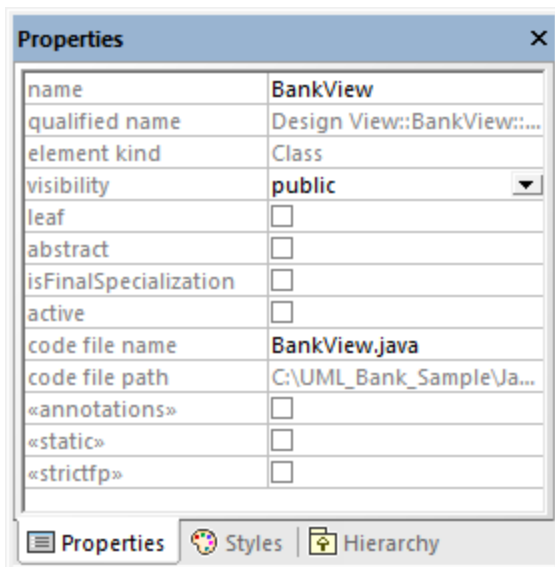 Properties
name BankView
qualified name Design View::BankView::...
element kind Class
visibility public
leaf
abstract
isFinalSpecialization
active
code file name BankView.java
code file path C:\UML_Bank_Sample\Ja...
«annotations»
«static»
«strictfp»
Properties Styles Hierarchy